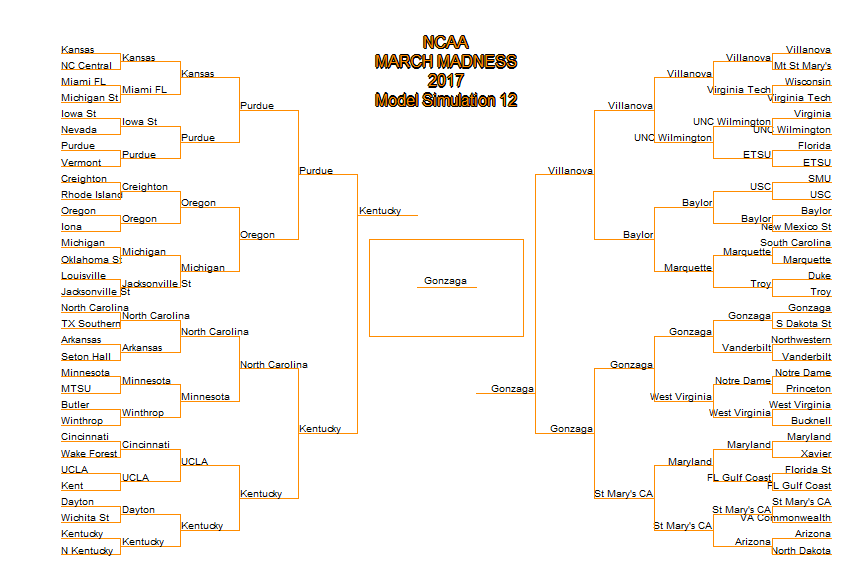 NCAA
MARCH MADNESS
2017
Model Simulation 12
Kansas
NC Central
Miami FL
Michigan St
Iowa St
Nevada
Purdue
Vermont
Creighton
Rhode Island
Oregon
Iona
Michigan
Oklahoma St
Louisville
Jacksonville St
North Carolina
TX Southern
Arkansas
Seton Hall
Minnesota
MTSU
Butler
Winthrop
Cincinnati
Wake Forest
UCLA
Kent
Dayton
Wichita St
Kentucky
N Kentucky
Kansas
Miami FL
Iowa St
Purdue
Creighton
Oregon
Michigan
Jacksonville St
North Carolina
Arkansas
Minnesota
Winthrop
Cincinnati
UCLA
Dayton
Kentucky
Kansas
Purdue
Oregon
Michigan
North Carolina
Minnesota
UCLA
Kentucky
Purdue
Oregon
North Carolina
Kentucky
Purdue
Kentucky
Kentucky
Gonzaga
Gonzaga
Villanova
Gonzaga
Villanova
Baylor
Gonzaga
St Mary's CA
Villanova
UNC Wilmington
Baylor
Marquette
Gonzaga
West Virginia
Maryland
St Mary's CA
Villanova
Virginia Tech
UNC Wilmington
ETSU
USC
Baylor
Marquette
Troy
Gonzaga
Vanderbilt
Notre Dame
West Virginia
Maryland
FL Gulf Coast
St Mary's CA
Arizona
Villanova
Mt St Mary's
Wisconsin
Virginia Tech
Virginia
UNC Wilmington
Florida
ETSU
SMU
USC
Baylor
New Mexico St
South Carolina
Marquette
Duke
Troy
Gonzaga
S Dakota St
Northwestern
Vanderbilt
Notre Dame
Princeton
West Virginia
Bucknell
Maryland
Xavier
Florida St
FL Gulf Coast
St Mary's CA
VA Commonwealth
Arizona
North Dakota